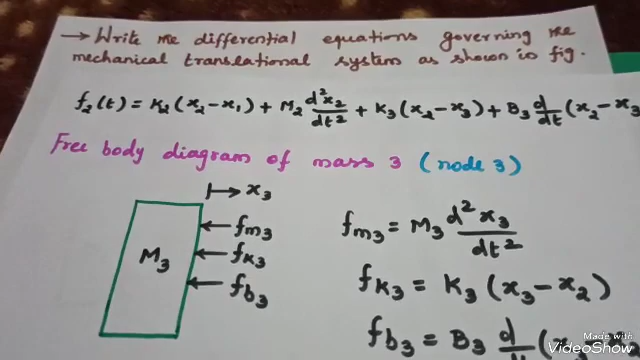 → Write the differential equations governing the
mechanical translational system as shown in fig.
f₂(t) = K₂(x₂-x₁) + M₂ d²x₂/dt² + K₃(x₂-x₃) + B₃ d/dt (x₂-x₃
Free body diagram of mass 3 (node 3)
x₃
M₃
fm₃
fK₃
fb₃
fm₃ = M₃ d²x₃/dt²
fK₃ = K₃ (x₃-x₂)
fb₃ = B₃ d/dt (x₃
Made with
VideoShow